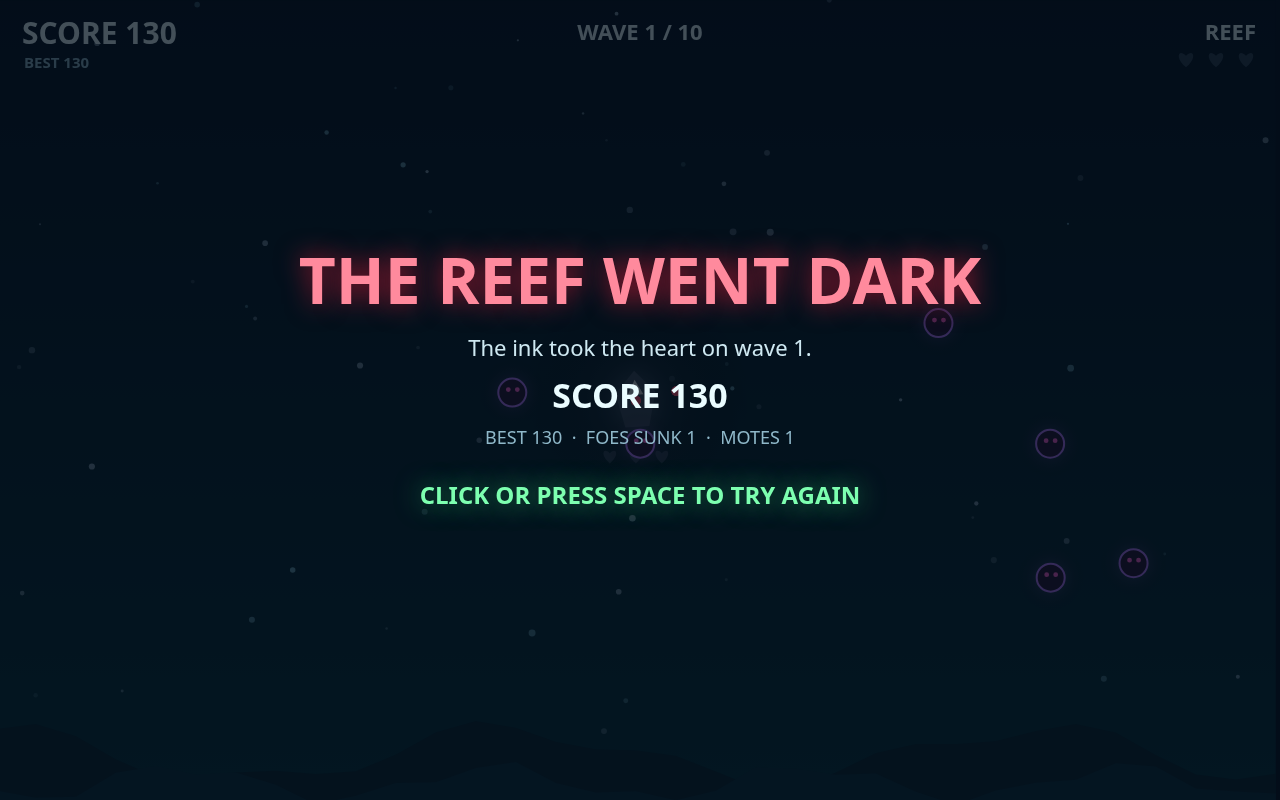 SCORE 130
WAVE 1 / 10
REEF
BEST 130
THE REEF WENT DARK
The ink took the heart on wave 1.
SCORE 130
BEST 130 · FOES SUNK 1 · MOTES 1
CLICK OR PRESS SPACE TO TRY AGAIN